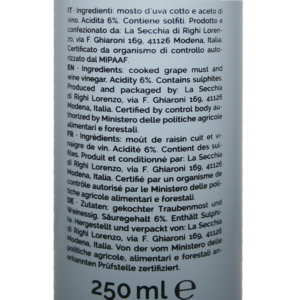 IT · Ingredienti: mosto d'uva cotto e aceto di
vino. Acidità 6%. Contiene solfiti. Prodotto e
confezionato da: La Secchia di Righi Loren-
zo, via F. Ghiaroni 169, 41126 Modena, Italia
Certificato da organismo di controllo auto-
rizzato dal MIPAAF.
EN · Ingredients: cooked grape must and
wine vinegar. Acidity 6%. Contains sulphites.
Produced and packaged by: La Secchia
di Righi Lorenzo, via F. Ghiaroni 169, 41126
Modena, Italia. Certified by control body au-
thorized by Ministero delle politiche agricole
alimentari e forestali.
FR · Ingrédients: moût de raisin cuit et vi-
naigre de vin. Acidité 6%. Contient des sul-
fites. Produit et conditionné par: La Secchia
di Righi Lorenzo, via F. Ghiaroni 169, 41126
Modena, Italia. Certifié par un organisme de
contrôle autorisé par le Ministero delle poli-
tiche agricole alimentari e forestali.
DE · Zutaten: gekochter Traubenmost und
Weinessig. Säuregehalt 6%. Enthält Sulphi-
te. Hergestellt und verpackt von: La Secchia
di Righi Lorenzo, via F. Ghiaroni 169, 41126
Modena, Italia. Von der vom Ministero delle
politiche agricole, alimentari e forestali an-
erkannten Prüfstelle zertifiziert.
250 ml ℮